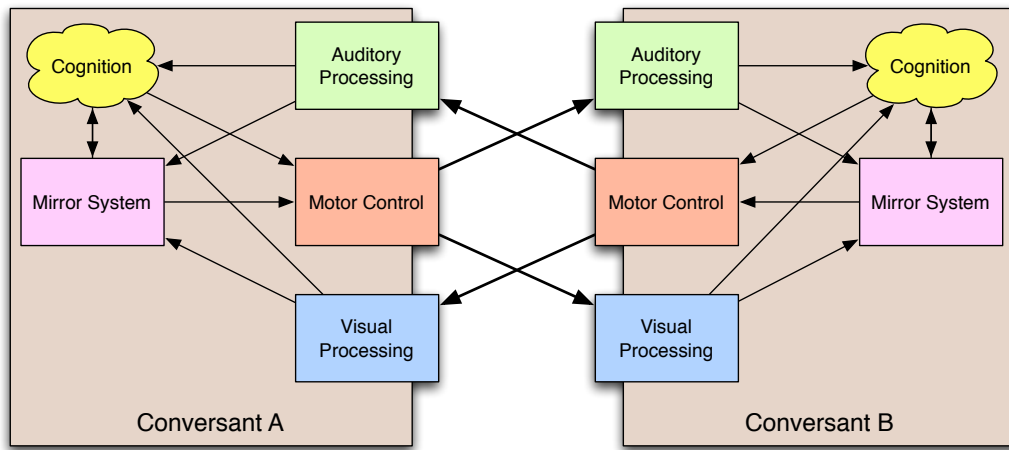 Cognition
Auditory
Processing
Mirror System
Motor Control
Visual
Processing
Conversant A
Auditory
Processing
Cognition
Motor Control
Mirror System
Visual
Processing
Conversant B